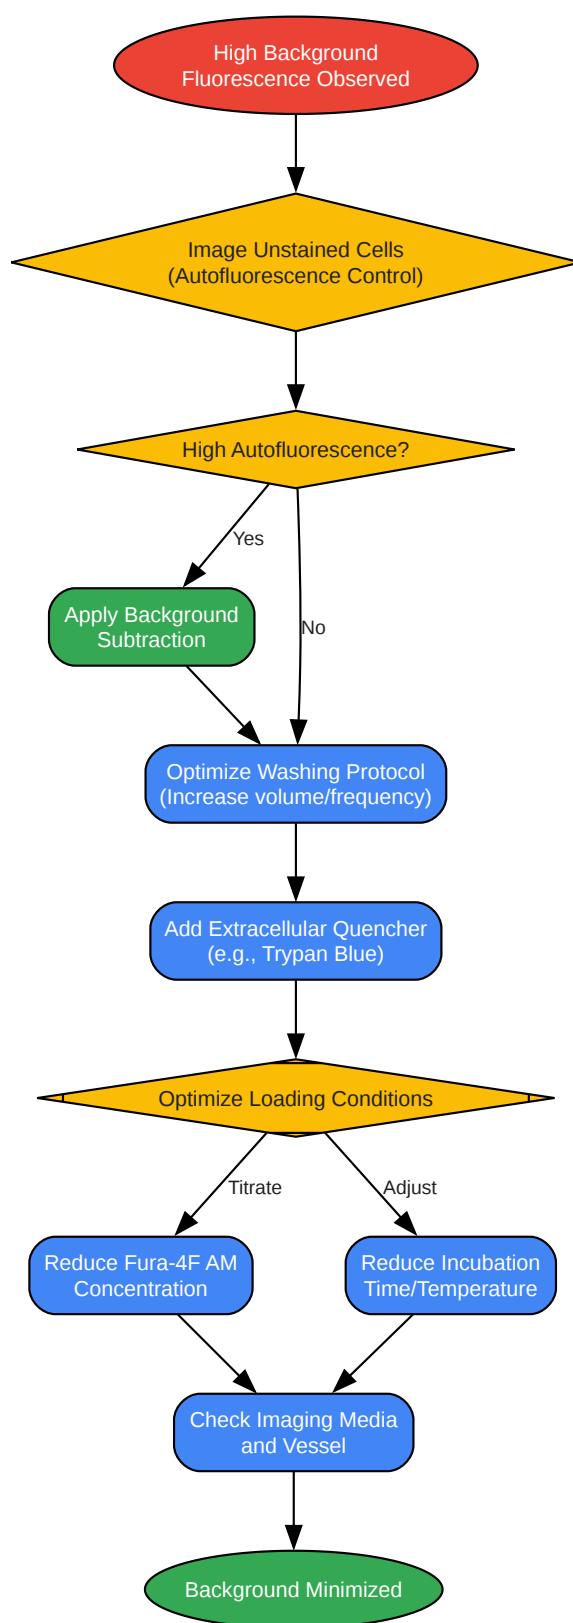 High Background
Fluorescence Observed
Image Unstained Cells
(Autofluorescence Control)
High Autofluorescence?
Yes
Apply Background
Subtraction
No
Optimize Washing Protocol
(Increase volume/frequency)
Add Extracellular Quencher
(e.g., Trypan Blue)
Optimize Loading Conditions
Titrate
Adjust
Reduce Fura-4F AM
Concentration
Reduce Incubation
Time/Temperature
Check Imaging Media
and Vessel
Background Minimized